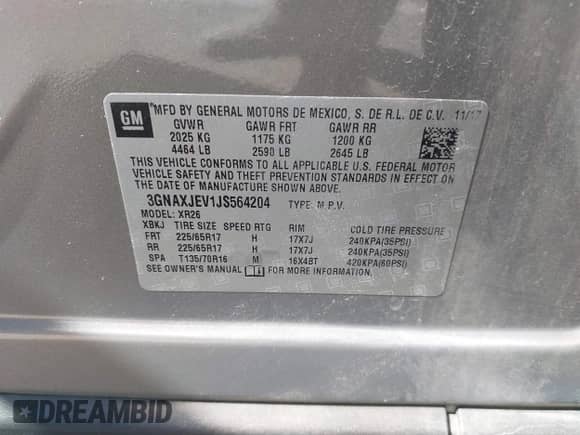 GM
MFD BY GENERAL MOTORS DE MEXICO, S. DE R.L. DE C.V. 11/17
GVWR GAWR FRT GAWR RR
2025 KG 1175 KG 1200 KG
4464 LB 2590 LB 2645 LB
THIS VEHICLE CONFORMS TO ALL APPLICABLE U.S. FEDERAL MOTOR
VEHICLE SAFETY AND THEFT PREVENTION STANDARDS IN EFFECT ON
THE DATE OF MANUFACTURE SHOWN ABOVE.
3GNAXJEV1JS564204 TYPE: M.P.V.
MODEL: XR26
XBKJ TIRE SIZE SPEED RTG RIM COLD TIRE PRESSURE
FRT 225/65R17 H 17X7J 240KPA(35PSI)
RR 225/65R17 H 17X7J 240KPA(35PSI)
SPA T135/70R16 M 16X4BT 420KPA(60PSI)
SEE OWNER'S MANUAL FOR MORE INFORMATION
DREAMBID